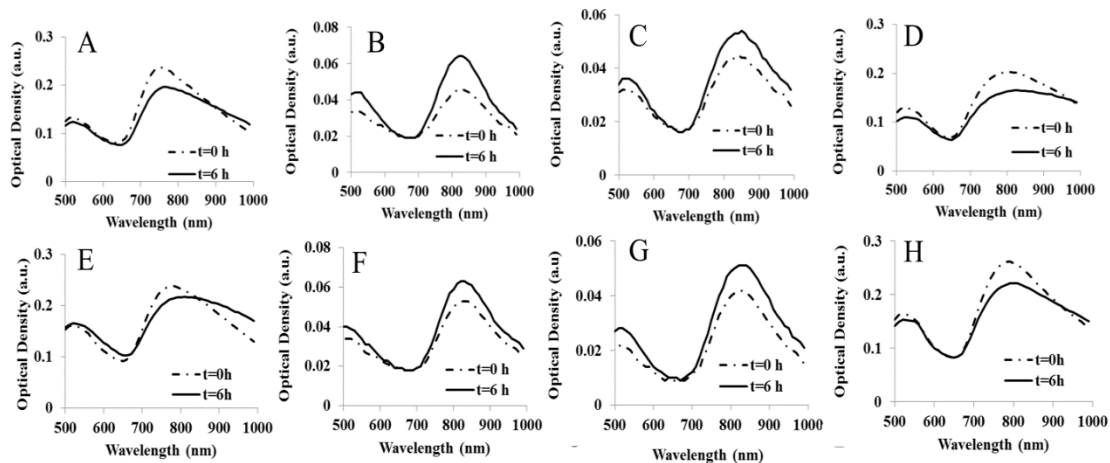 A
Optical Density (a.u.)
0.3
0.2
0.1
0
t=0 h
t=6 h
500 600 700 800 900 1000
Wavelength (nm)
B
Optical Density (a.u.)
0.08
0.06
0.04
0.02
0
t=0 h
t=6 h
500 600 700 800 900 1000
Wavelength (nm)
C
Optical Density (a.u.)
0.06
0.04
0.02
0
t=0 h
t=6 h
500 600 700 800 900 1000
Wavelength (nm)
D
Optical Density (a.u.)
0.3
0.2
0.1
0
t=0 h
t=6 h
500 600 700 800 900 1000
Wavelength (nm)
E
Optical Density (a.u.)
0.3
0.2
0.1
0
t=0h
t=6h
500 600 700 800 900 1000
Wavelength (nm)
F
Optical Density (a.u.)
0.08
0.06
0.04
0.02
0
t=0 h
t=6 h
500 600 700 800 900 1000
Wavelength (nm)
G
Optical Density (a.u)
0.06
0.04
0.02
0
t=0 h
t=6 h
500 600 700 800 900 1000
Wavelength (nm)
H
Optical Density (a.u.)
0.3
0.2
0.1
0
t=0h
t=6h
500 600 700 800 900 1000
Wavelength (nm)